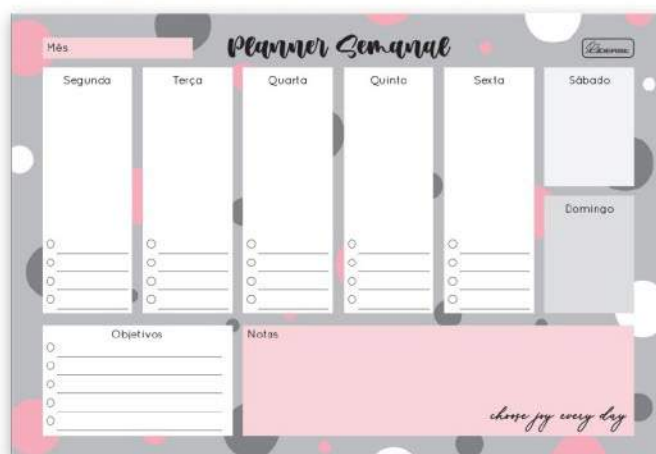 Mês
Planner Semanal
Segunda
Terça
Quarta
Quinta
Sexta
Sábado
Domingo
Objetivos
Notas
choose joy every day